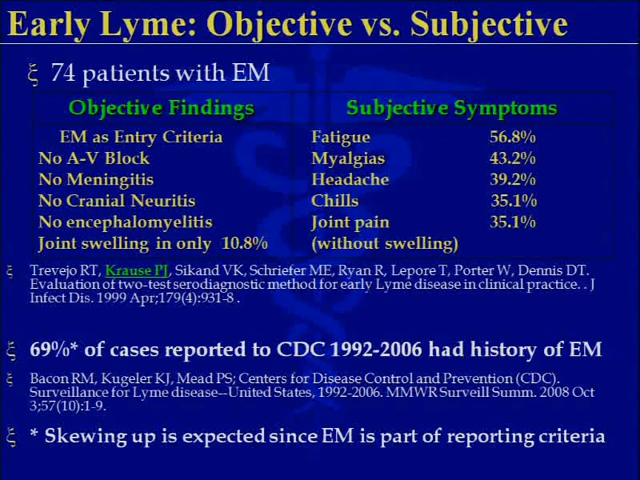 Early Lyme: Objective vs. Subjective
ξ 74 patients with EM
Objective Findings Subjective Symptoms
EM as Entry Criteria Fatigue 56.8%
No A-V Block Myalgias 43.2%
No Meningitis Headache 39.2%
No Cranial Neuritis Chills 35.1%
No encephalomyelitis Joint pain 35.1%
Joint swelling in only 10.8% (without swelling)
ξ Trevejo RT, Krause PJ, Sikand VK, Schriefer ME, Ryan R, Lepore T, Porter W, Dennis DT.
Evaluation of two-test serodiagnostic method for early Lyme disease in clinical practice. . J
Infect Dis. 1999 Apr;179(4):931-8 .
ξ 69%* of cases reported to CDC 1992-2006 had history of EM
ξ Bacon RM, Kugeler KJ, Mead PS; Centers for Disease Control and Prevention (CDC).
Surveillance for Lyme disease--United States, 1992-2006. MMWR Surveill Summ. 2008 Oct
3;57(10):1-9.
ξ * Skewing up is expected since EM is part of reporting criteria